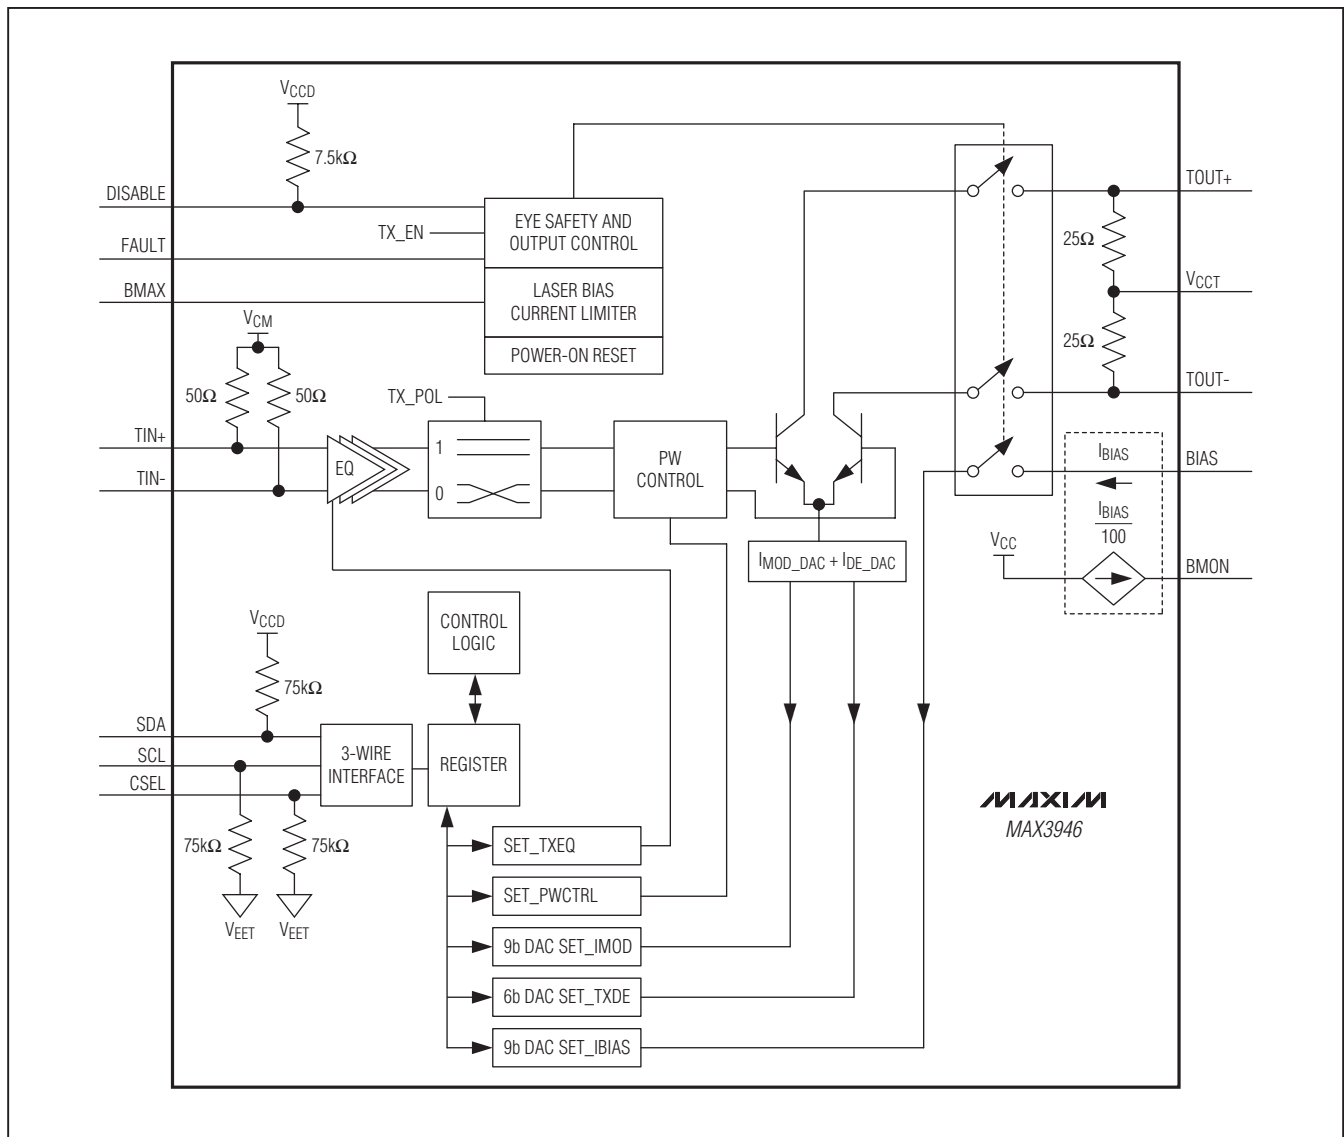 VCCD
7.5kΩ
DISABLE
TX_EN
FAULT
BMAX
EYE SAFETY AND
OUTPUT CONTROL
LASER BIAS
CURRENT LIMITER
POWER-ON RESET
TOUT+
25Ω
VCCT
25Ω
TOUT-
VCM
50Ω
50Ω
TX_POL
TIN+
TIN-
EQ
1
0
PW
CONTROL
IBIAS
BIAS
IBIAS
100
VCC
BMON
IMOD_DAC + IDE_DAC
CONTROL
LOGIC
VCCD
75kΩ
SDA
SCL
CSEL
3-WIRE
INTERFACE
REGISTER
75kΩ
75kΩ
VEET
VEET
SET_TXEQ
SET_PWCTRL
9b DAC SET_IMOD
6b DAC SET_TXDE
9b DAC SET_IBIAS
MAXIM
MAX3946